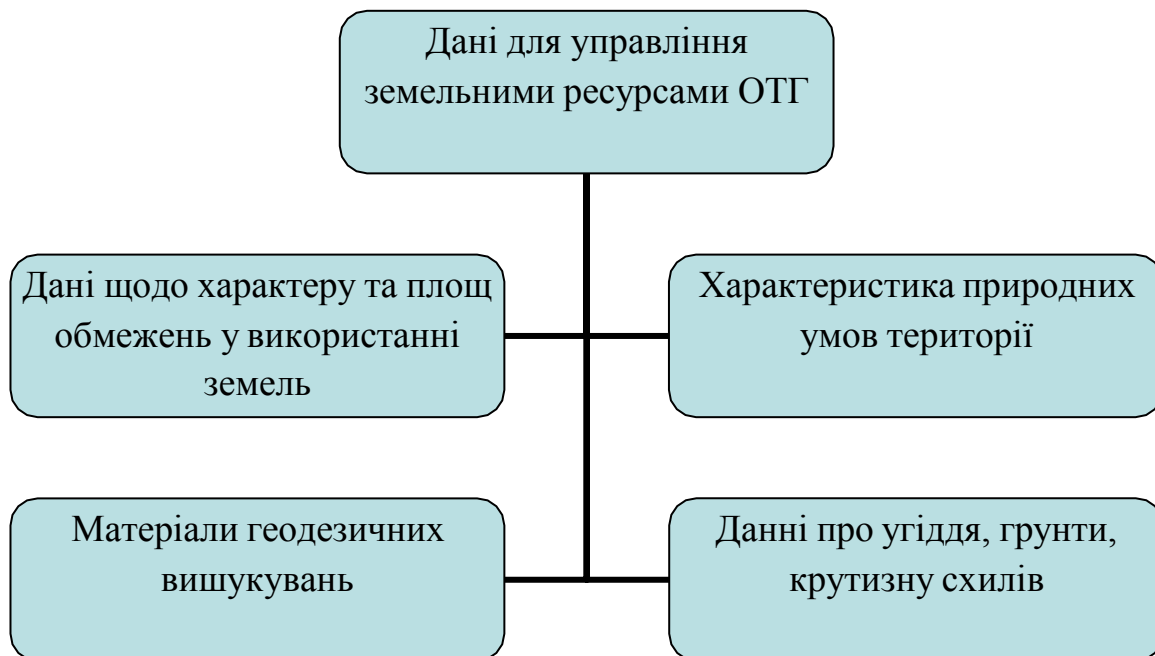 Дані для управління
земельними ресурсами ОТГ
Дані щодо характеру та площ
обмежень у використанні
земель
Характеристика природних
умов території
Матеріали геодезичних
вишукувань
Данні про угіддя, грунти,
крутизну схилів